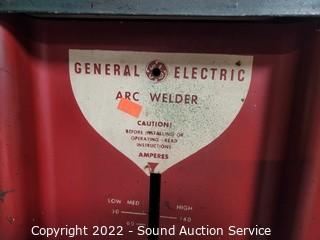 GENERAL ELECTRIC
ARC WELDER
CAUTION!
BEFORE INSTALLING OR
OPERATING - READ
INSTRUCTIONS
AMPERES
LOW MED HIGH
30 140
Copyright 2022 - Sound Auction Service